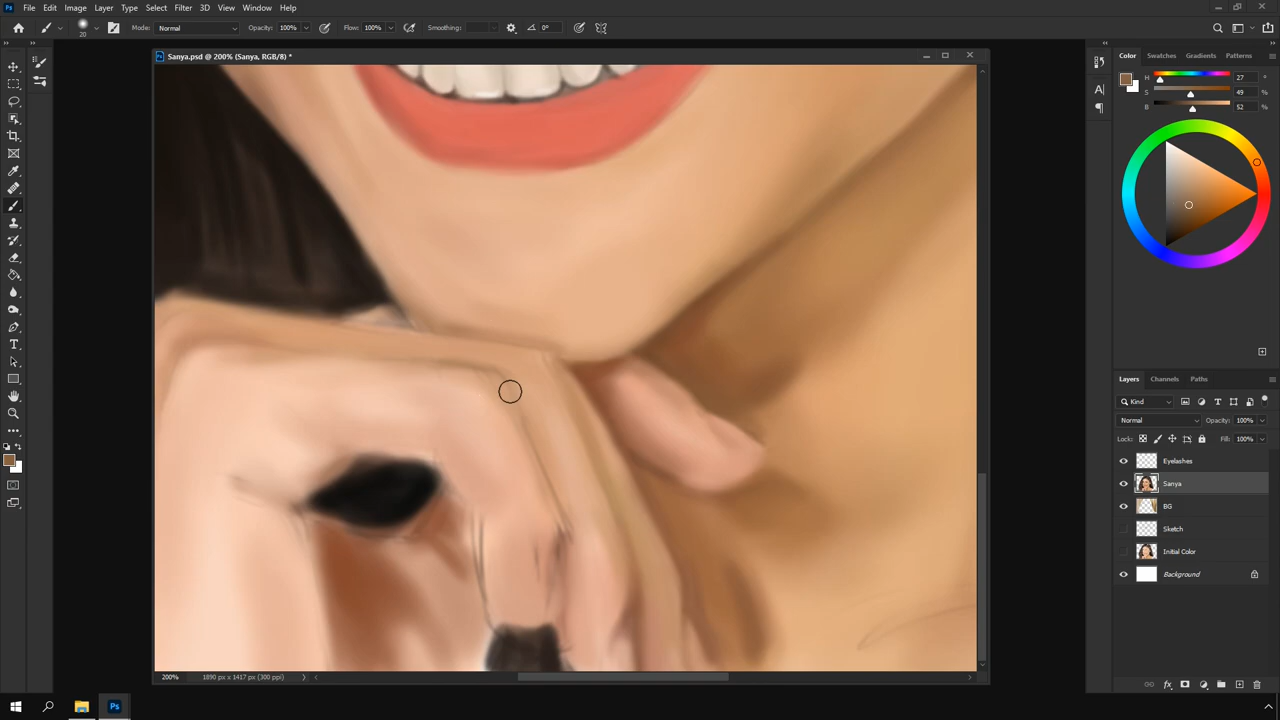 File Edit Image Layer Type Select Filter 3D View Window Help
20 Mode: Normal Opacity: 100% Flow: 100% Smoothing: 0°
Sanya.psd @ 200% (Sanya, RGB/8) *
Color Swatches Gradients Patterns
H 27 °
S 49 %
B 52 %
Layers Channels Paths
Kind
Normal Opacity: 100%
Lock: Fill: 100%
Eyelashes
Sanya
BG
Sketch
Initial Color
Background
200% 1890 px x 1417 px (300 ppi)